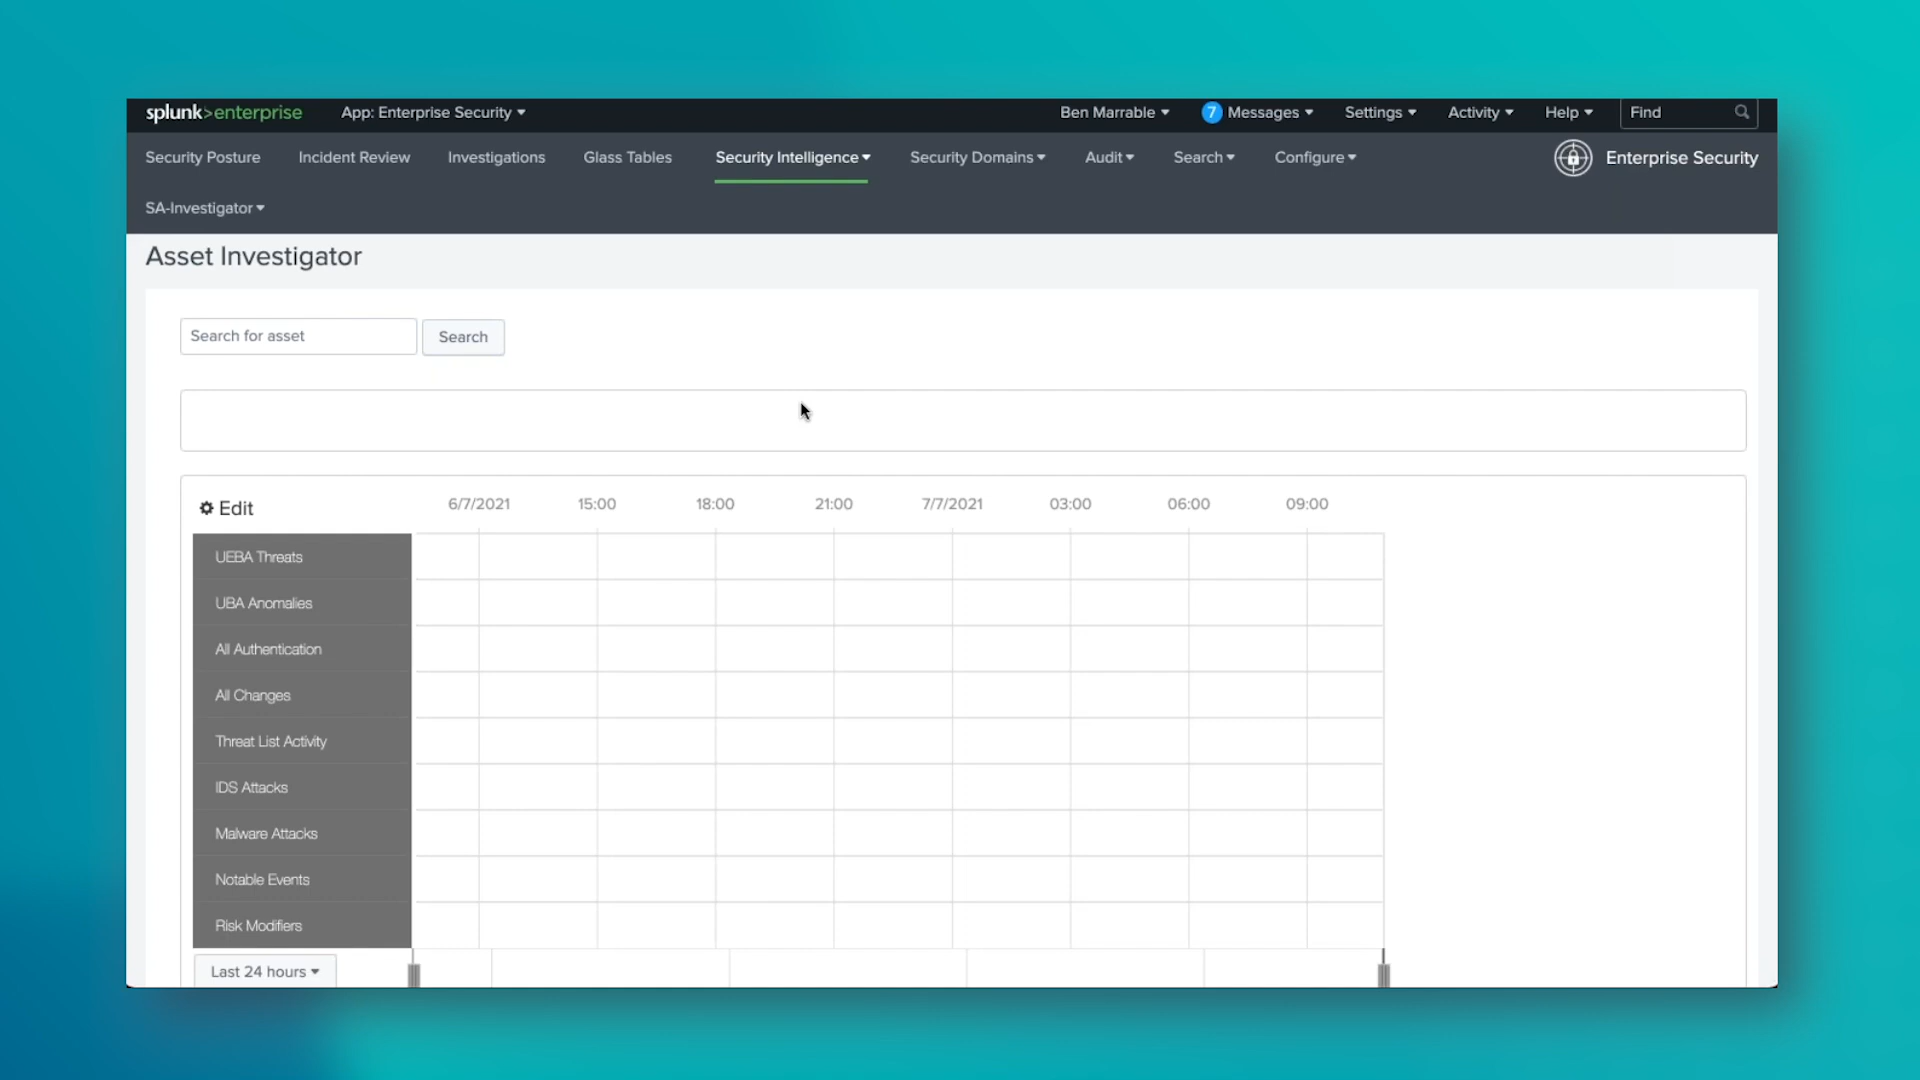 splunk>enterprise App: Enterprise Security Ben Marrable 7 Messages Settings Activity Help Find
Security Posture Incident Review Investigations Glass Tables Security Intelligence Security Domains Audit Search Configure Enterprise Security
SA-Investigator
Asset Investigator
Search for asset Search
Edit 6/7/2021 15:00 18:00 21:00 7/7/2021 03:00 06:00 09:00
UEBA Threats
UBA Anomalies
All Authentication
All Changes
Threat List Activity
IDS Attacks
Malware Attacks
Notable Events
Risk Modifiers
Last 24 hours